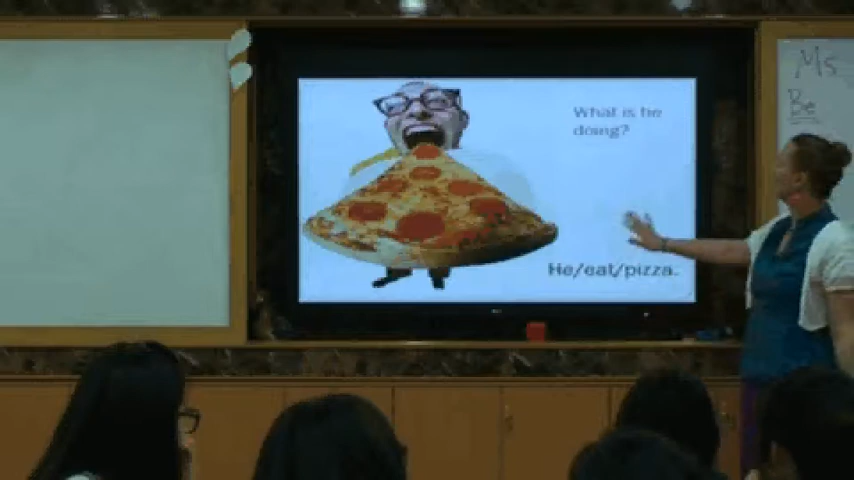 What is he
doing?
He/eat/pizza.
Ms
Be